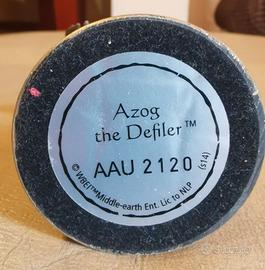 Azog
the Defiler™
AAU 2120
(s14)
© WBEI™Middle-earth Ent. Lic to NLP